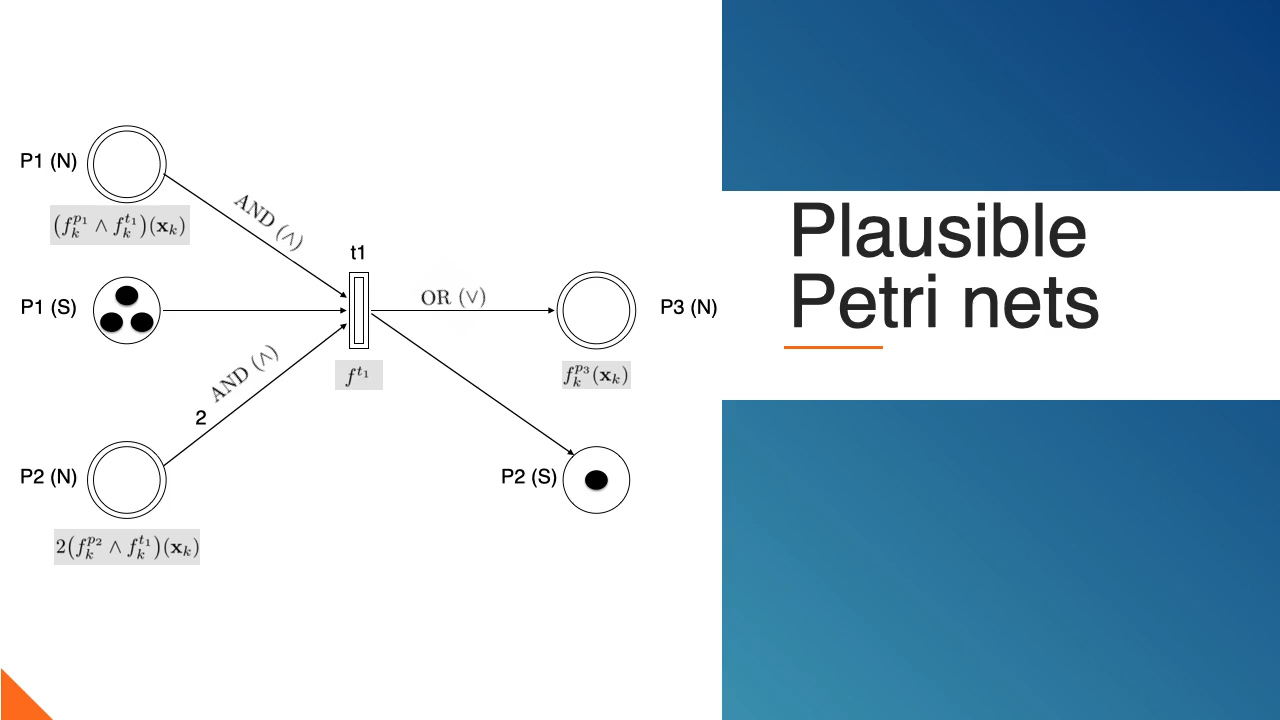 P1 (N)
(f_k^{p_1} ∧ f_k^{t_1})(𝐱_k)
AND (∧)
t1
P1 (S)
OR (∨)
P3 (N)
f^{t_1}
f_k^{p_3}(𝐱_k)
AND (∧)
2
P2 (N)
P2 (S)
2(f_k^{p_2} ∧ f_k^{t_1})(𝐱_k)
Plausible
Petri nets